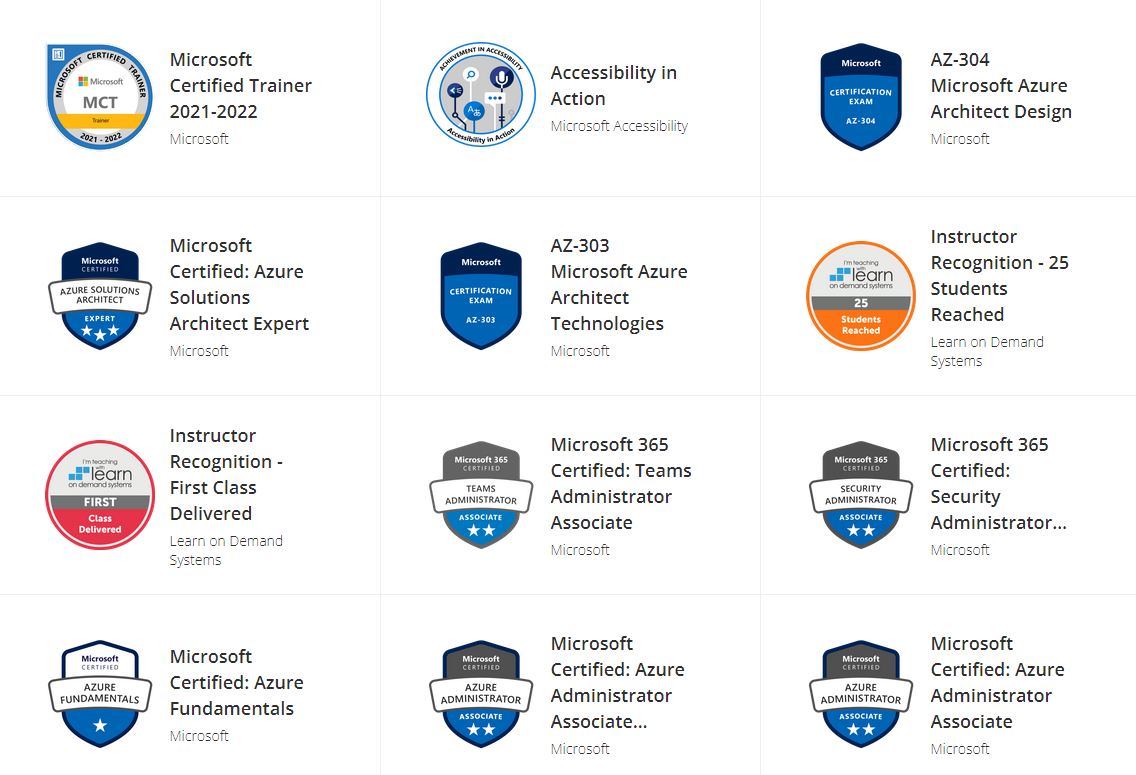 MICROSOFT CERTIFIED TRAINER
Microsoft
MCT
Trainer
2021 - 2022
Microsoft
Certified Trainer
2021-2022
Microsoft
ACHIEVEMENT IN ACCESSIBILITY
Accessibility in Action
Accessibility in
Action
Microsoft Accessibility
Microsoft
CERTIFICATION
EXAM
AZ-304
AZ-304
Microsoft Azure
Architect Design
Microsoft
Microsoft
CERTIFIED
AZURE SOLUTIONS
ARCHITECT
EXPERT
Microsoft
Certified: Azure
Solutions
Architect Expert
Microsoft
Microsoft
CERTIFICATION
EXAM
AZ-303
AZ-303
Microsoft Azure
Architect
Technologies
Microsoft
I'm teaching
with
learn
on demand systems
25
Students
Reached
Instructor
Recognition - 25
Students
Reached
Learn on Demand
Systems
I'm teaching
with
learn
on demand systems
FIRST
Class
Delivered
Instructor
Recognition -
First Class
Delivered
Learn on Demand
Systems
Microsoft 365
CERTIFIED
TEAMS
ADMINISTRATOR
ASSOCIATE
Microsoft 365
Certified: Teams
Administrator
Associate
Microsoft
Microsoft 365
CERTIFIED
SECURITY
ADMINISTRATOR
ASSOCIATE
Microsoft 365
Certified:
Security
Administrator...
Microsoft
Microsoft
CERTIFIED
AZURE
FUNDAMENTALS
Microsoft
Certified: Azure
Fundamentals
Microsoft
Microsoft
CERTIFIED
AZURE
ADMINISTRATOR
ASSOCIATE
Microsoft
Certified: Azure
Administrator
Associate...
Microsoft
Microsoft
CERTIFIED
AZURE
ADMINISTRATOR
ASSOCIATE
Microsoft
Certified: Azure
Administrator
Associate
Microsoft